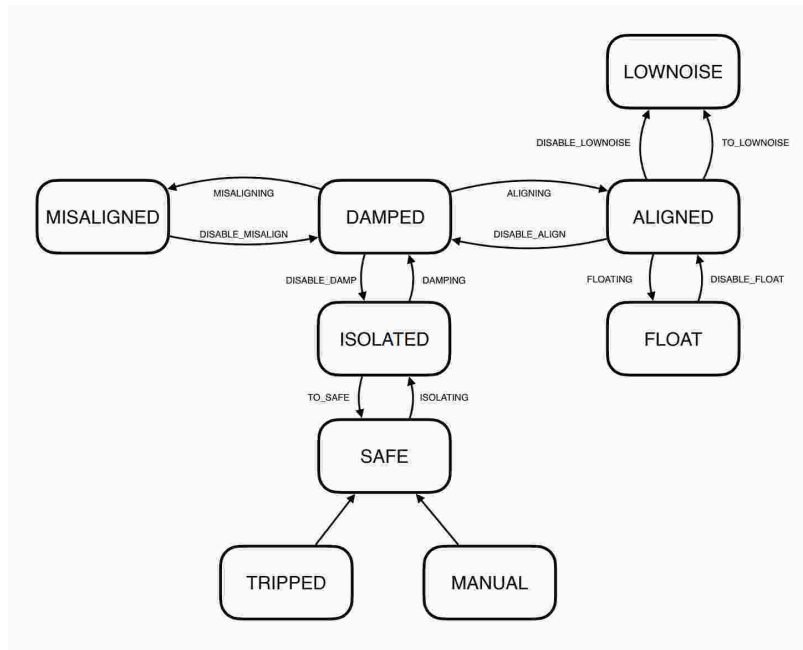 LOWNOISE
DISABLE_LOWNOISE
TO_LOWNOISE
MISALIGNED
MISALIGNING
DISABLE_MISALIGN
DAMPED
ALIGNING
DISABLE_ALIGN
ALIGNED
DISABLE_DAMP
DAMPING
FLOATING
DISABLE_FLOAT
ISOLATED
FLOAT
TO_SAFE
ISOLATING
SAFE
TRIPPED
MANUAL